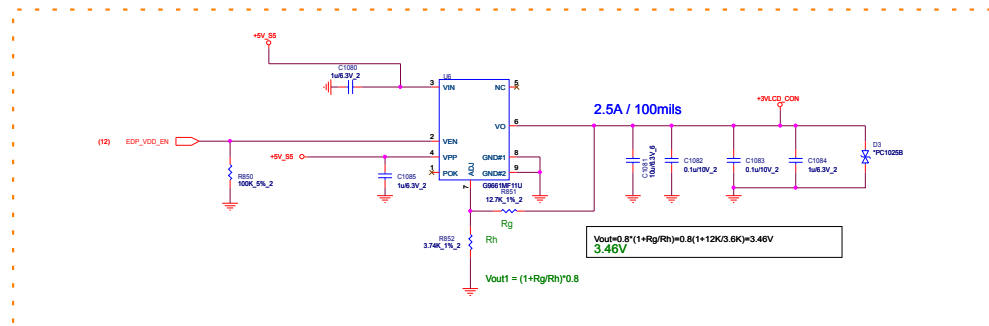 +5V_S5
C1080
1u/6.3V_2
U6
3
VIN
NC
5
2.5A / 100mils
+3VLCD_CON
VO
6
(12)
EDP_VDD_EN
2
VEN
+5V_S5
4
VPP
GND#1
8
1
POK
GND#2
9
ADJ
7
G9661MF11U
R850
100K_5%_2
C1085
1u/6.3V_2
C1081
10u/6.3V_6
C1082
0.1u/10V_2
C1083
0.1u/10V_2
C1084
1u/6.3V_2
D3
*PC1025B
R851
12.7K_1%_2
Rg
R852
3.74K_1%_2
Rh
Vout=0.8*(1+Rg/Rh)=0.8(1+12K/3.6K)=3.46V
3.46V
Vout1 = (1+Rg/Rh)*0.8